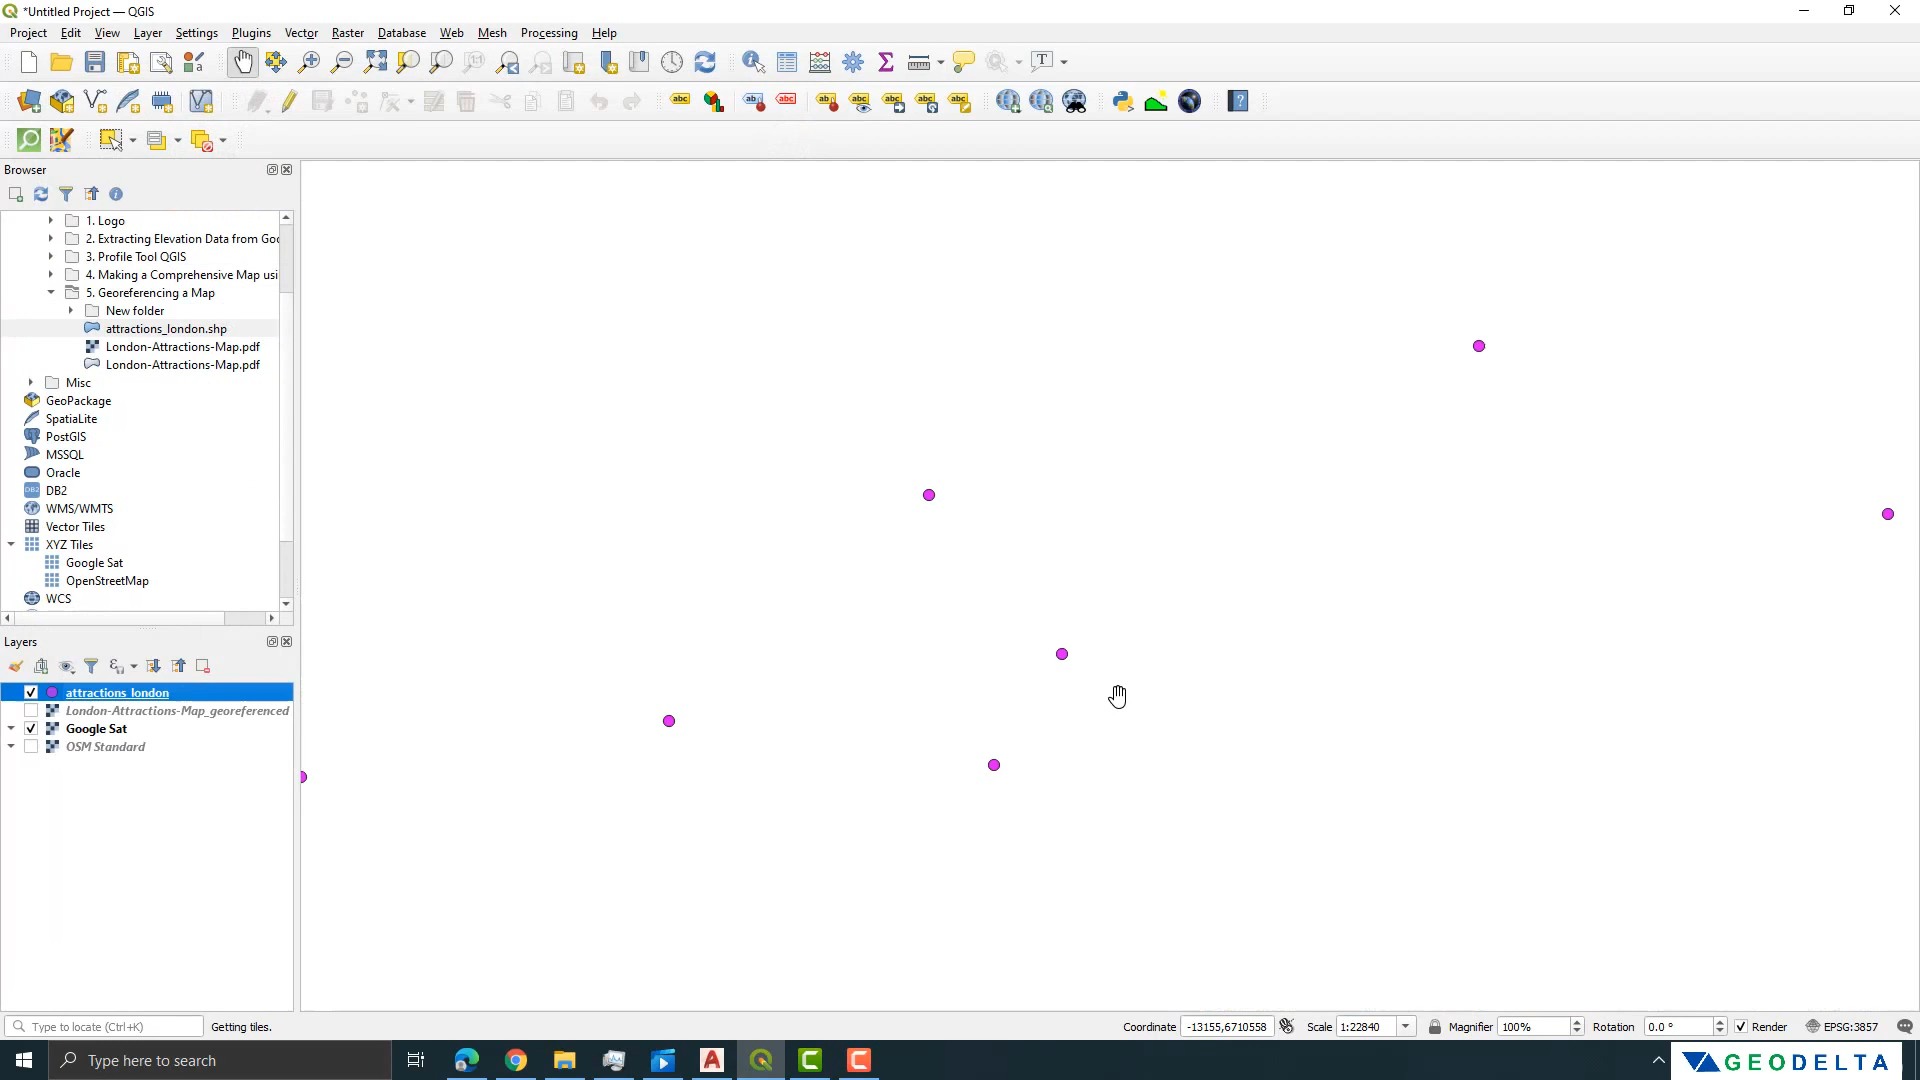 *Untitled Project — QGIS
Project Edit View Layer Settings Plugins Vector Raster Database Web Mesh Processing Help
Browser
1. Logo
2. Extracting Elevation Data from Goo
3. Profile Tool QGIS
4. Making a Comprehensive Map usi
5. Georeferencing a Map
New folder
attractions_london.shp
London-Attractions-Map.pdf
London-Attractions-Map.pdf
Misc
GeoPackage
SpatiaLite
PostGIS
MSSQL
Oracle
DB2
WMS/WMTS
Vector Tiles
XYZ Tiles
Google Sat
OpenStreetMap
WCS
Layers
attractions_london
London-Attractions-Map_georeferenced
Google Sat
OSM Standard
Type to locate (Ctrl+K) Getting tiles. Coordinate -13155,6710558 Scale 1:22840 Magnifier 100% Rotation 0.0 ° Render EPSG:3857
Type here to search
GEODELTA